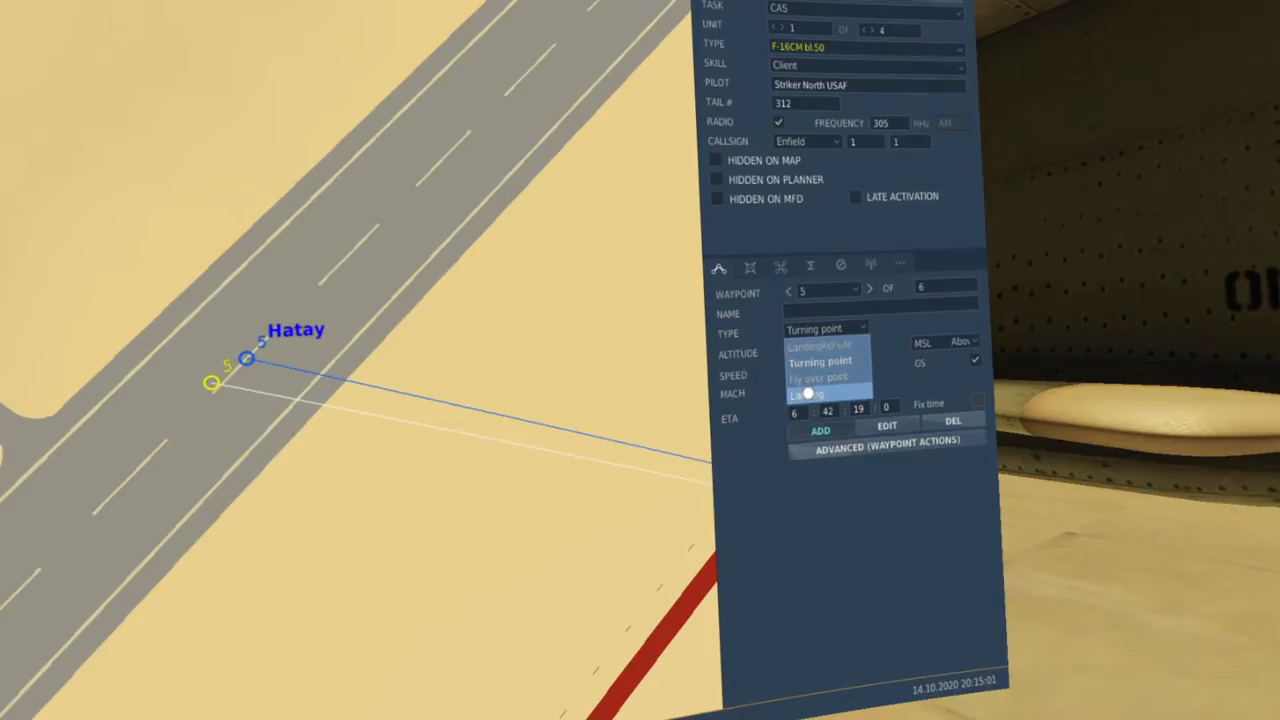 TASK CAS
UNIT < > 1 OF < > 4
TYPE F-16CM bl.50
SKILL Client
PILOT Striker North USAF
TAIL # 312
RADIO FREQUENCY 305 MHz AM
CALLSIGN Enfield 1 1
HIDDEN ON MAP
HIDDEN ON PLANNER
HIDDEN ON MFD LATE ACTIVATION
WAYPOINT < 5 > OF 6
NAME
TYPE Turning point
LandingReFuAr
ALTITUDE MSL
Turning point
SPEED GS
Fly over point
MACH
ETA 6 : 42 : 19 / 0 Fix time
ADD EDIT DEL
ADVANCED (WAYPOINT ACTIONS)
14.10.2020 20:15:01
5 Hatay
5